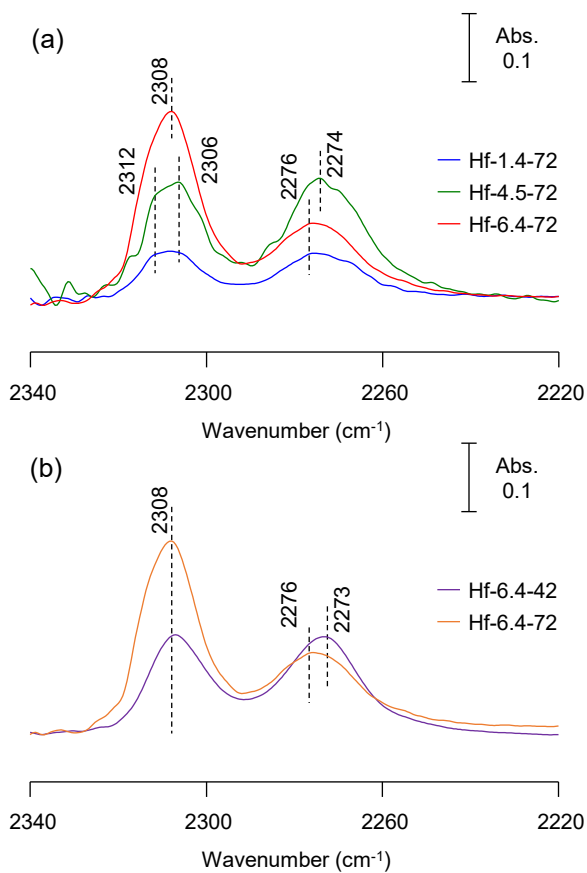 (a)
Abs.
0.1
2308
2312
2306
2276
2274
Hf-1.4-72
Hf-4.5-72
Hf-6.4-72
2340
2300
2260
2220
Wavenumber (cm-1)
(b)
Abs.
0.1
2308
2276
2273
Hf-6.4-42
Hf-6.4-72
2340
2300
2260
2220
Wavenumber (cm-1)